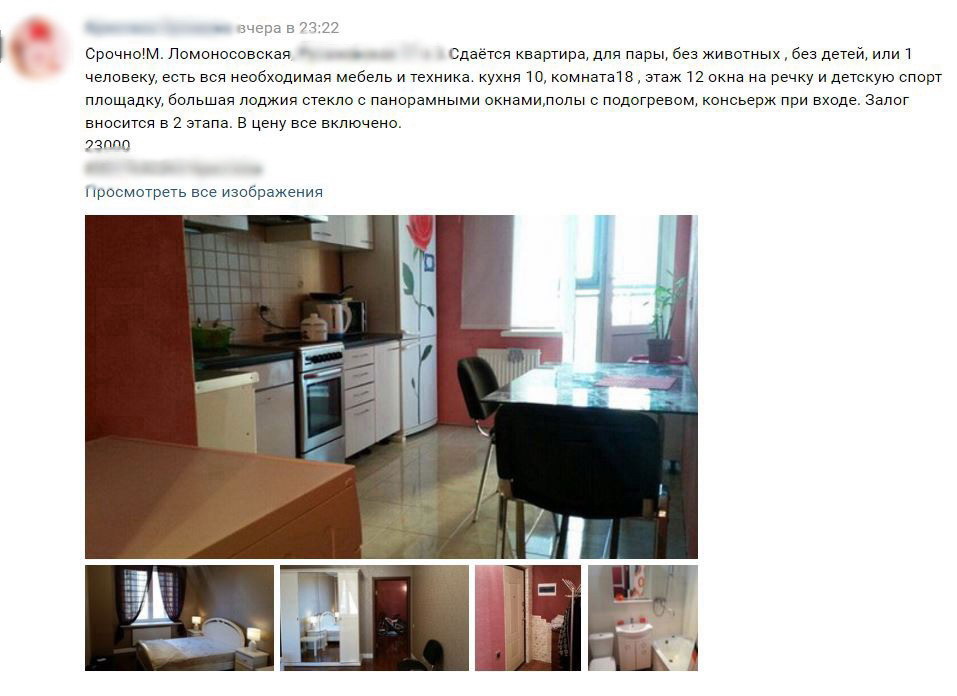 вчера в 23:22
Срочно!М. Ломоносовская Сдаётся квартира, для пары, без животных , без детей, или 1
человеку, есть вся необходимая мебель и техника. кухня 10, комната18 , этаж 12 окна на речку и детскую спорт
площадку, большая лоджия стекло с панорамными окнами,полы с подогревом, консьерж при входе. Залог
вносится в 2 этапа. В цену все включено.
23000
Просмотреть все изображения